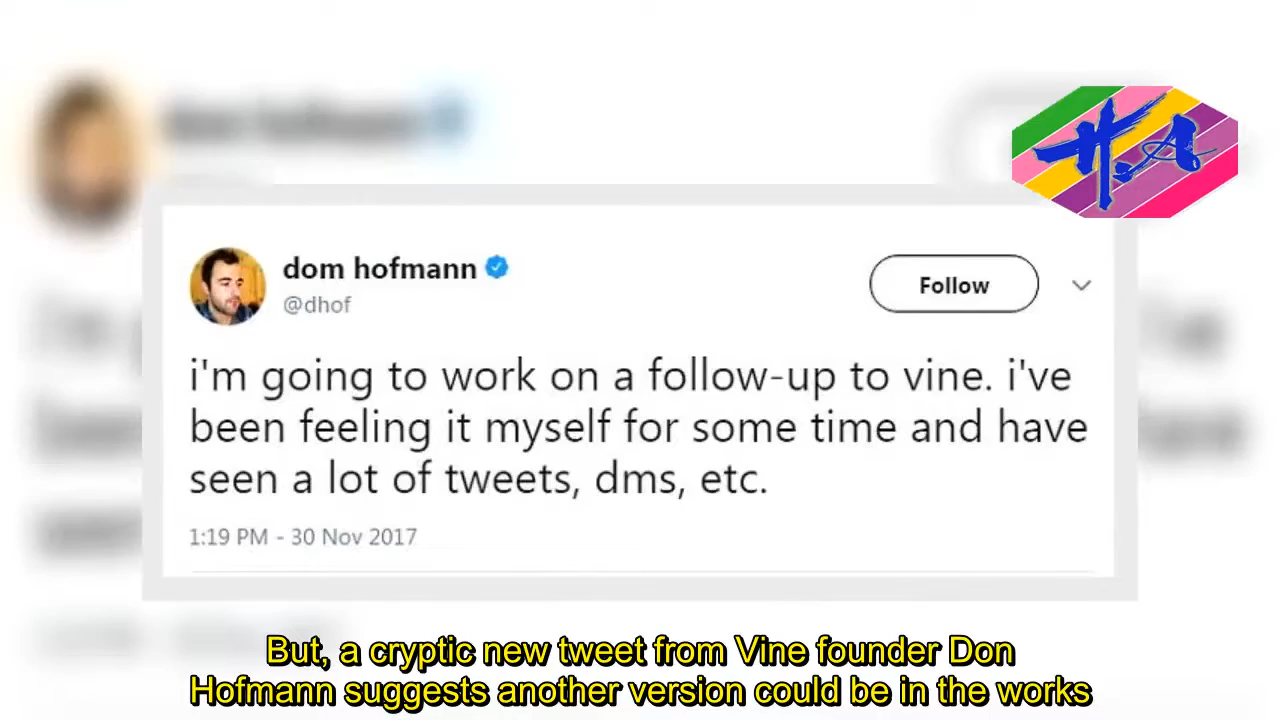 H.A
dom hofmann
@dhof
Follow
i'm going to work on a follow-up to vine. i've
been feeling it myself for some time and have
seen a lot of tweets, dms, etc.
1:19 PM - 30 Nov 2017
But, a cryptic new tweet from Vine founder Don
Hofmann suggests another version could be in the works